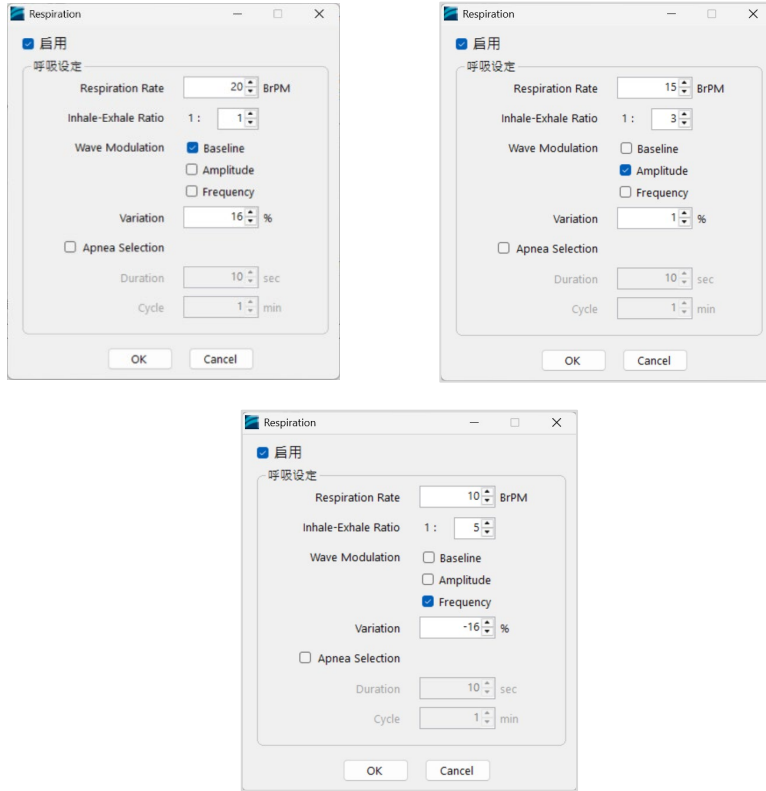 Respiration
启用
呼吸设定
Respiration Rate 20 BrPM
Inhale-Exhale Ratio 1 : 1
Wave Modulation Baseline
Amplitude
Frequency
Variation 16 %
Apnea Selection
Duration 10 sec
Cycle 1 min
OK Cancel
Respiration
启用
呼吸设定
Respiration Rate 15 BrPM
Inhale-Exhale Ratio 1 : 3
Wave Modulation Baseline
Amplitude
Frequency
Variation 1 %
Apnea Selection
Duration 10 sec
Cycle 1 min
OK Cancel
Respiration
启用
呼吸设定
Respiration Rate 10 BrPM
Inhale-Exhale Ratio 1 : 5
Wave Modulation Baseline
Amplitude
Frequency
Variation -16 %
Apnea Selection
Duration 10 sec
Cycle 1 min
OK Cancel